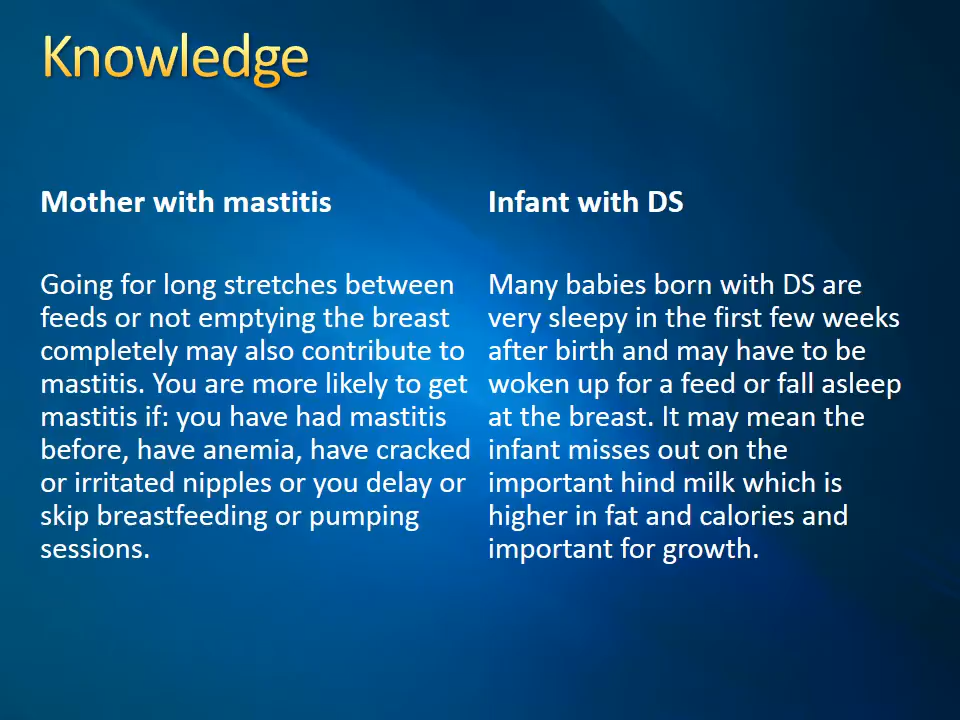 Knowledge
Mother with mastitis
Going for long stretches between
feeds or not emptying the breast
completely may also contribute to
mastitis. You are more likely to get
mastitis if: you have had mastitis
before, have anemia, have cracked
or irritated nipples or you delay or
skip breastfeeding or pumping
sessions.
Infant with DS
Many babies born with DS are
very sleepy in the first few weeks
after birth and may have to be
woken up for a feed or fall asleep
at the breast. It may mean the
infant misses out on the
important hind milk which is
higher in fat and calories and
important for growth.